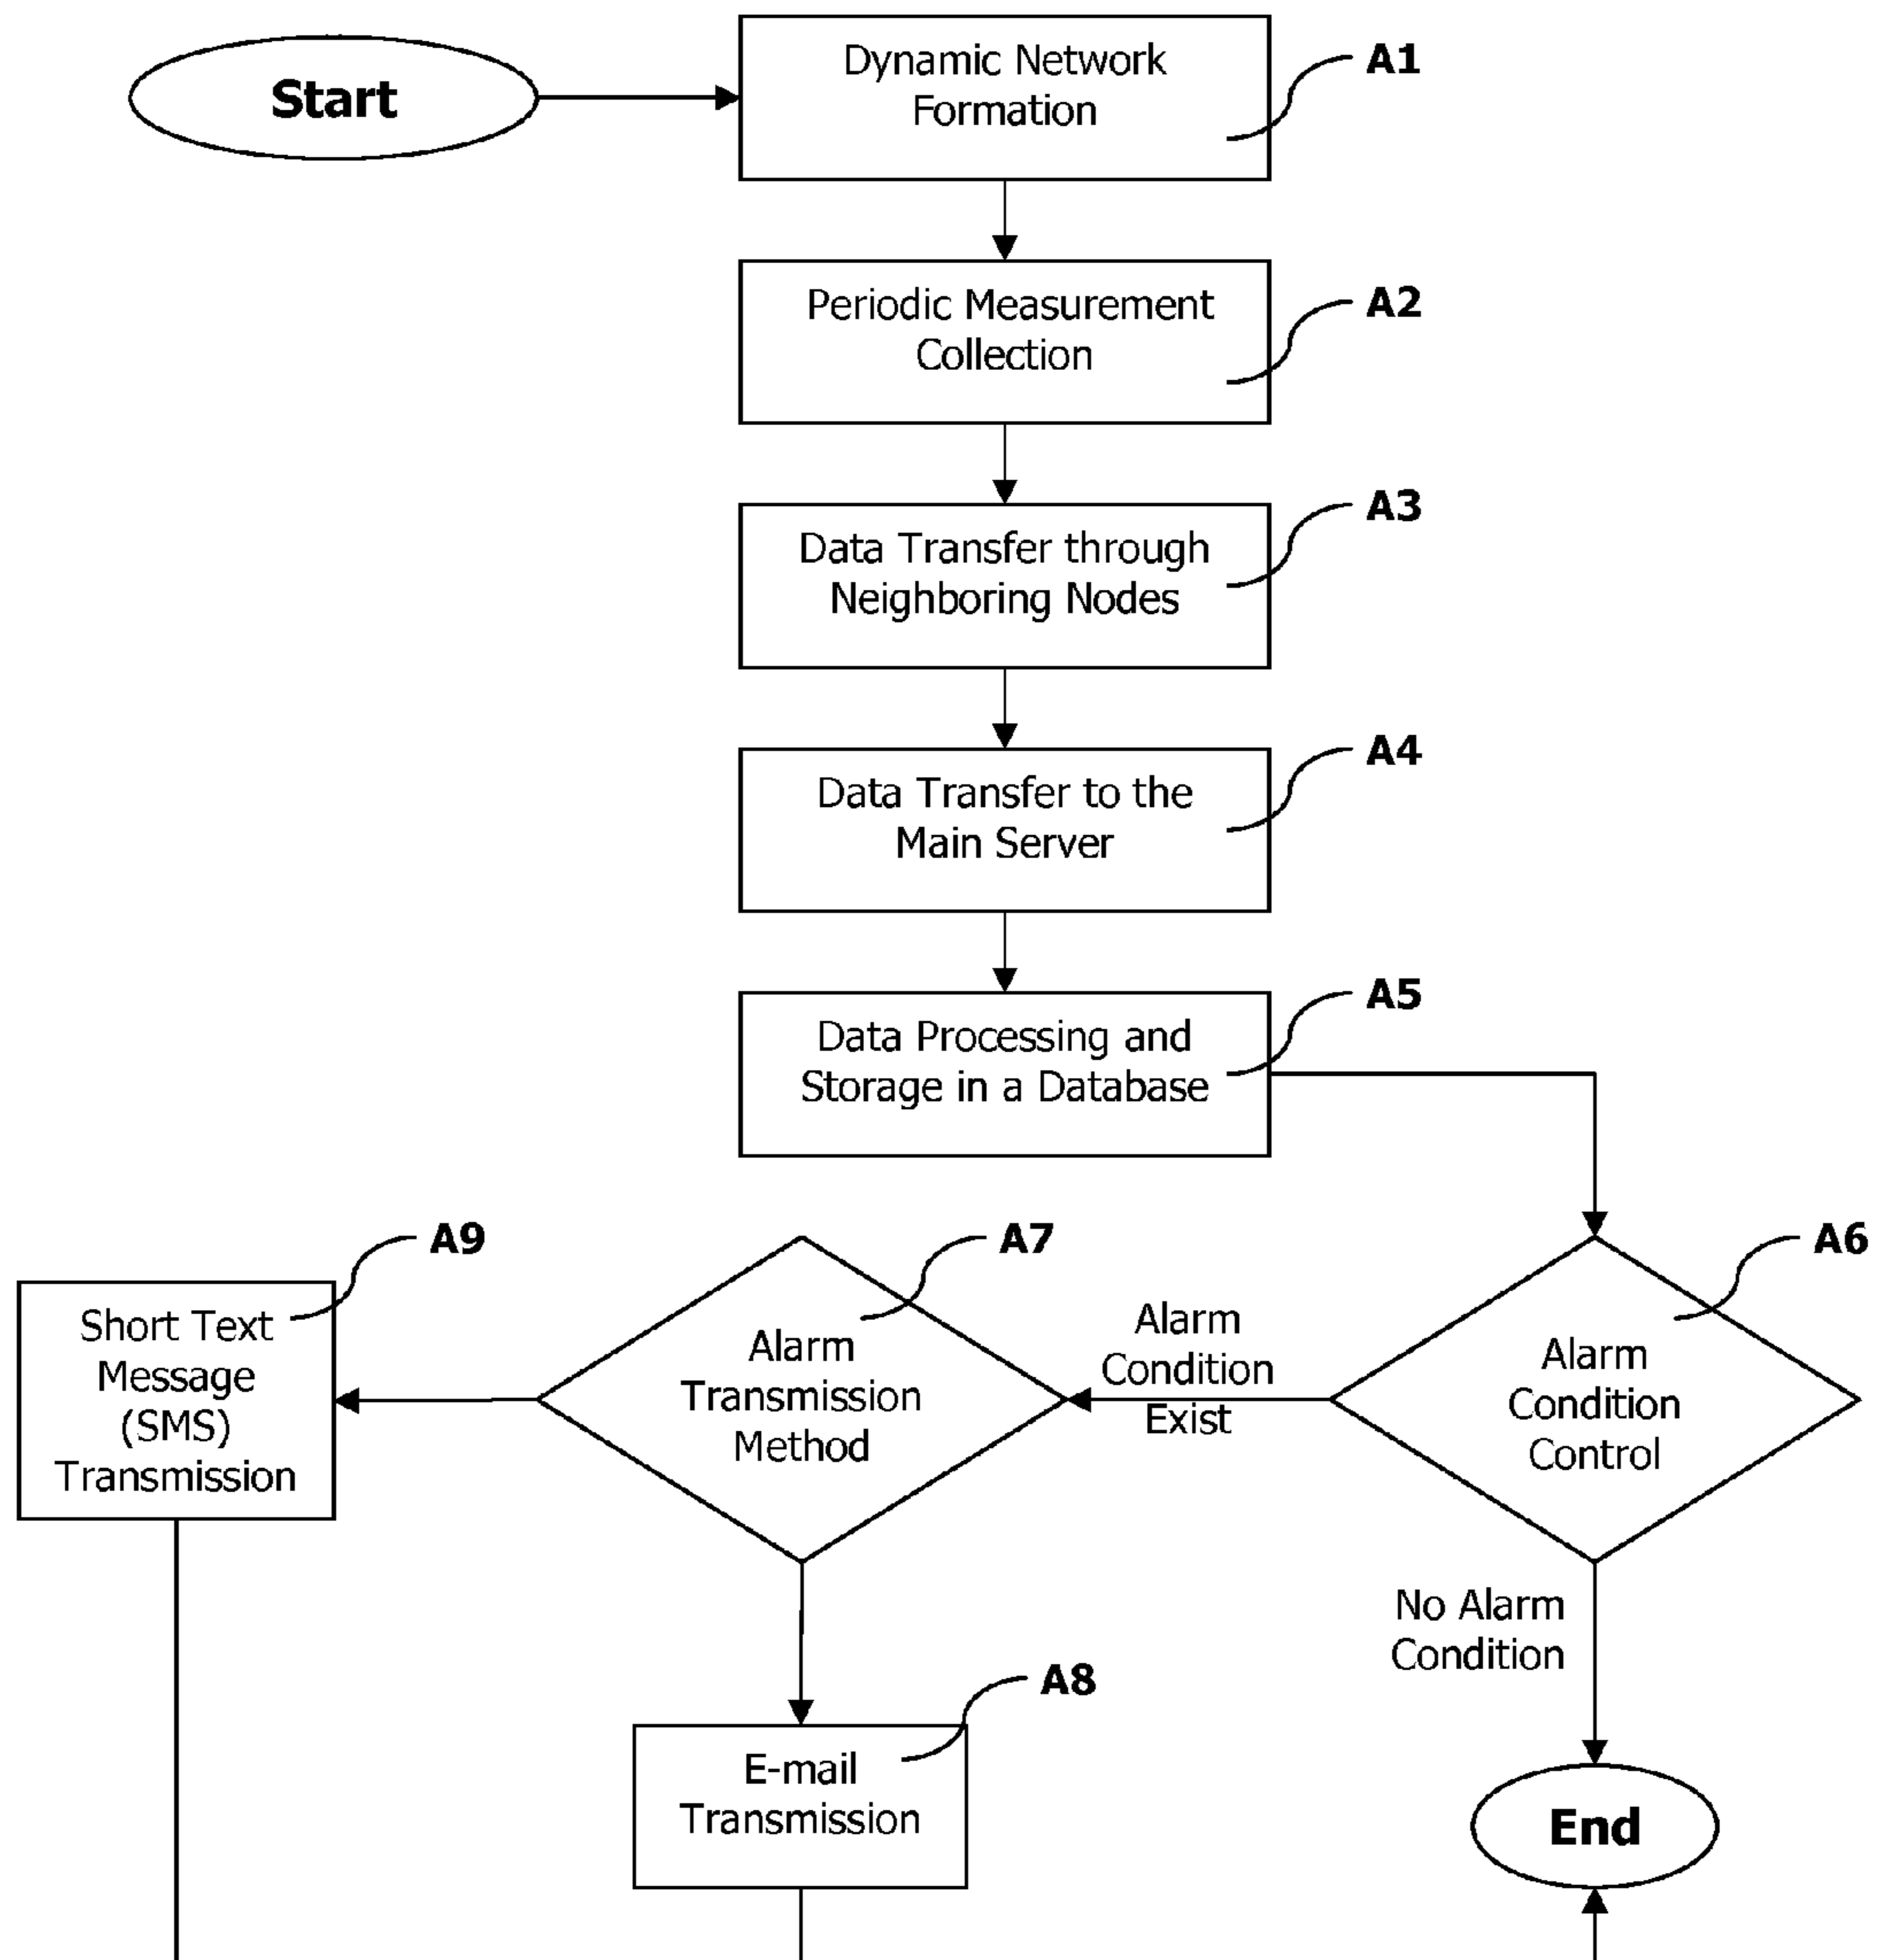 Start
Dynamic Network
Formation
A1
Periodic Measurement
Collection
A2
Data Transfer through
Neighboring Nodes
A3
Data Transfer to the
Main Server
A4
Data Processing and
Storage in a Database
A5
A9
Short Text
Message
(SMS)
Transmission
A7
Alarm
Transmission
Method
Alarm
Condition
Exist
A6
Alarm
Condition
Control
No Alarm
Condition
A8
E-mail
Transmission
End